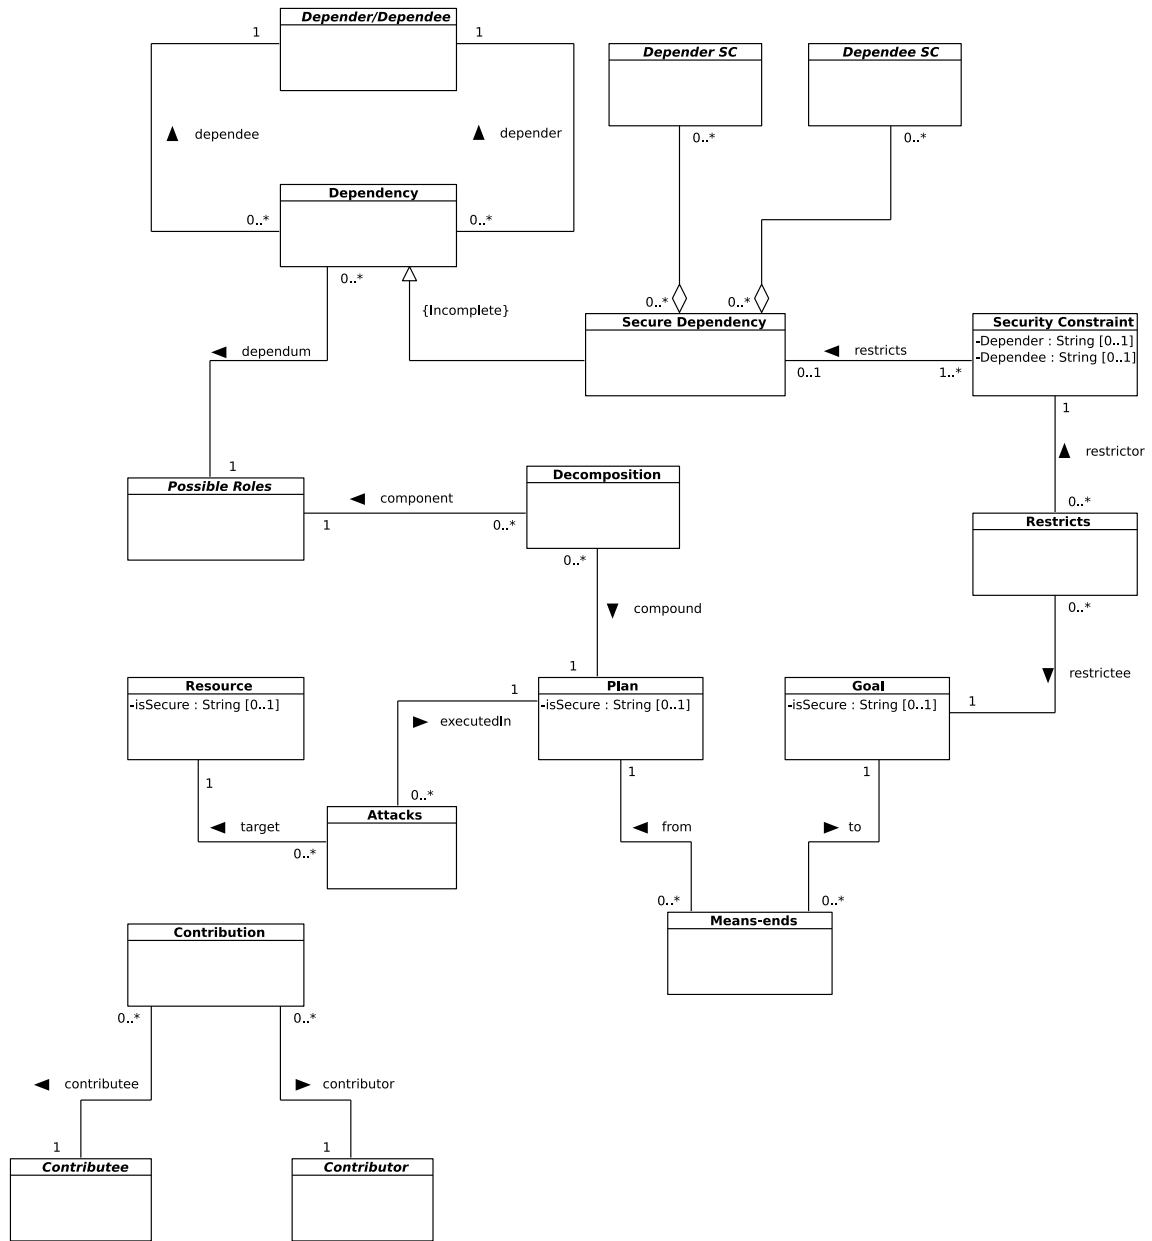 Depender/Dependee
1
1
dependee
depender
Depender SC
Dependee SC
0..*
0..*
Dependency
0..*
0..*
0..*
{Incomplete}
dependum
1
0..*
0..*
Secure Dependency
restricts
0..1
1..*
Security Constraint
-Depender : String [0..1]
-Dependee : String [0..1]
1
restrictor
0..*
Possible Roles
component
1
0..*
Decomposition
0..*
compound
1
Restricts
0..*
restrictee
1
Resource
-isSecure : String [0..1]
1
1
executedIn
Plan
-isSecure : String [0..1]
1
Goal
-isSecure : String [0..1]
1
target
0..*
0..*
Attacks
from
to
0..*
0..*
Means-ends
Contribution
0..*
0..*
contributee
contributor
1
1
Contributee
Contributor